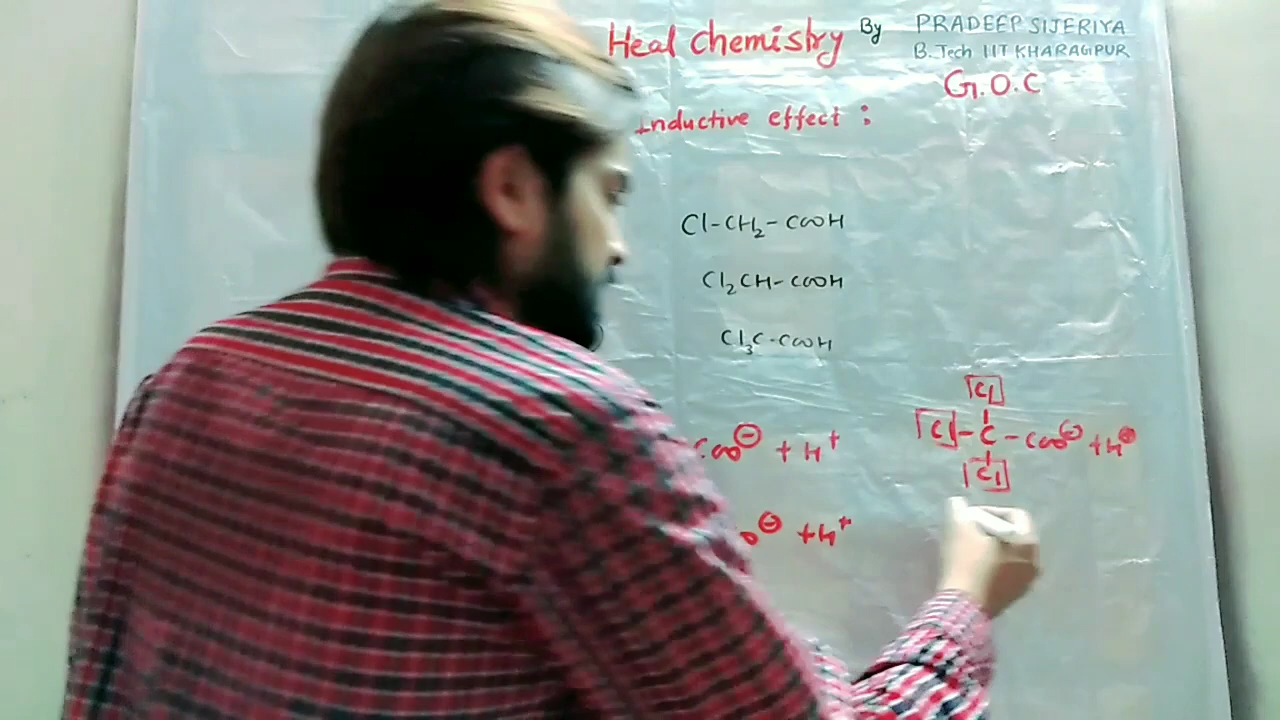 Heal Chemistry By PRADEEP SIJERIYA
B.Tech IIT KHARAGPUR
G.O.C
Inductive effect :
Cl-CH₂-COOH
Cl₂CH-COOH
Cl₃C-COOH
Cl
Cl-C-COO⊖ +H⊕
Cl
COO⊖ + H⁺
O⊖ +H⁺